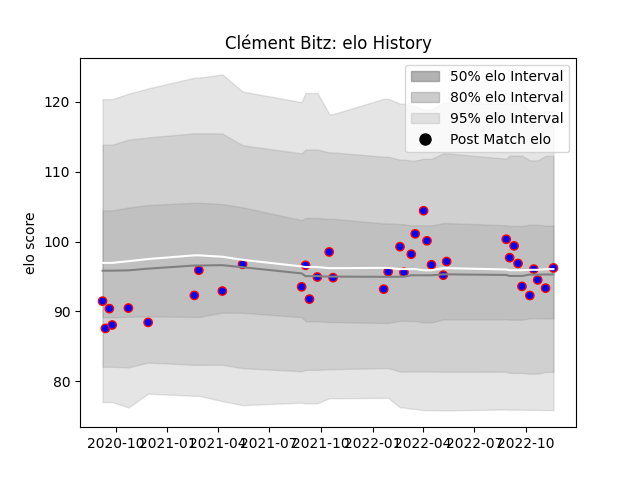 Clément Bitz: elo History
50% elo Interval
80% elo Interval
95% elo Interval
Post Match elo
elo score
120
110
100
90
80
2020-10 2021-01 2021-04 2021-07 2021-10 2022-01 2022-04 2022-07 2022-10